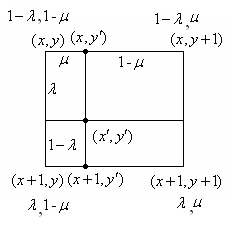 1-λ,1-μ 1-λ,μ
(x,y) (x,y′) (x,y+1)
μ 1-μ
λ
1-λ (x′,y′)
(x+1,y) (x+1,y′) (x+1,y+1)
λ,1-μ λ,μ